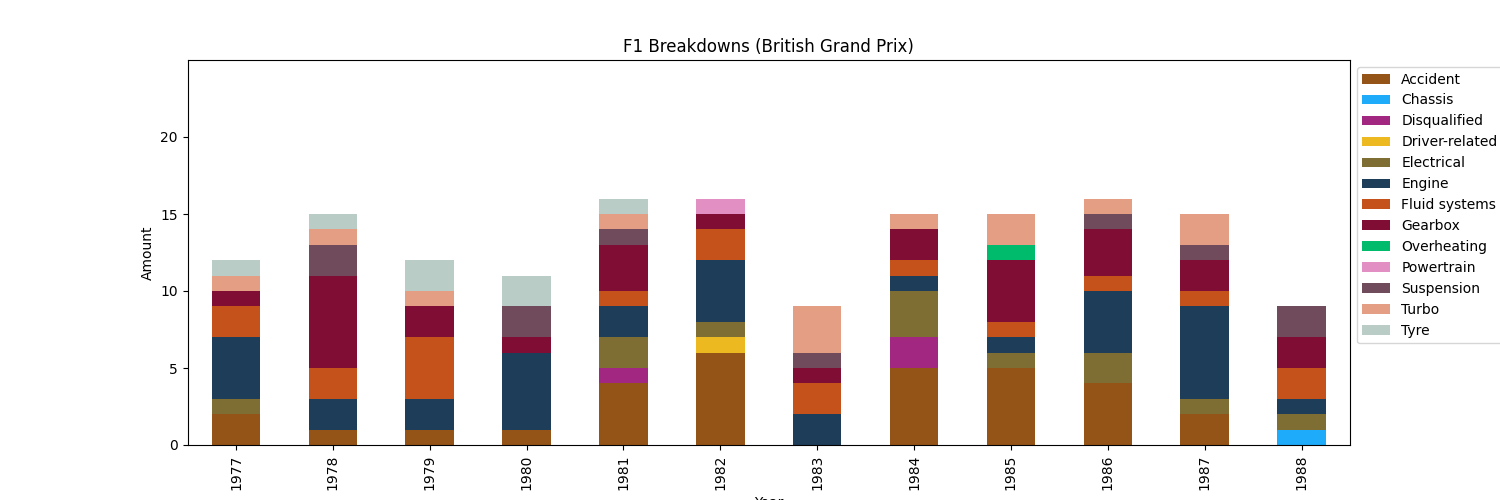 F1 Breakdowns (British Grand Prix)
Amount
20
15
10
5
0
1977
1978
1979
1980
1981
1982
1983
1984
1985
1986
1987
1988
Year
Accident
Chassis
Disqualified
Driver-related
Electrical
Engine
Fluid systems
Gearbox
Overheating
Powertrain
Suspension
Turbo
Tyre